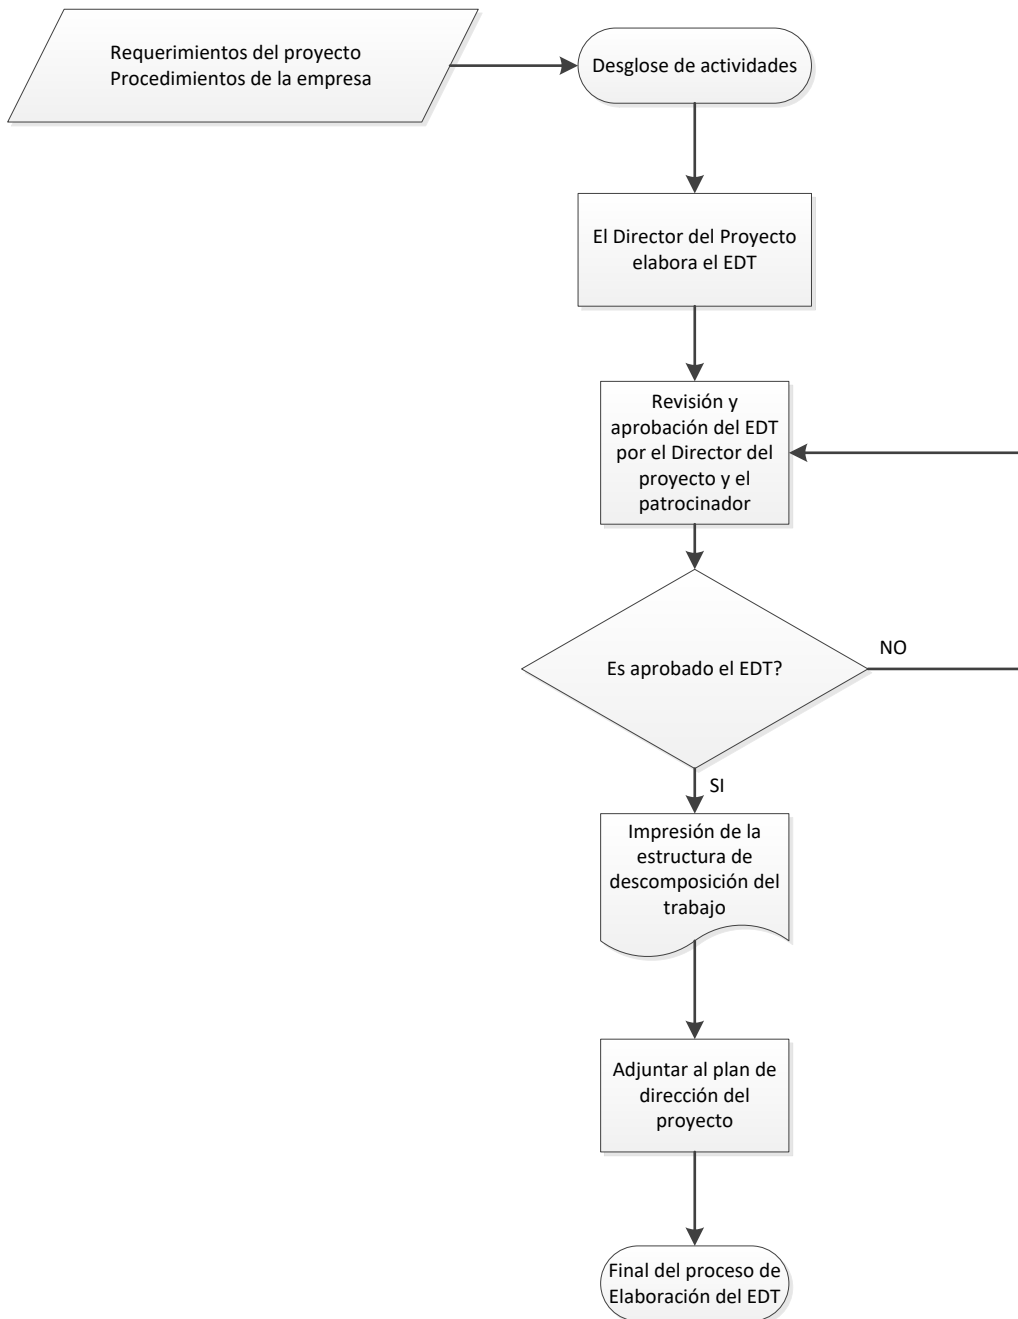 Requerimientos del proyecto
Procedimientos de la empresa
Desglose de actividades
El Director del Proyecto
elabora el EDT
Revisión y
aprobación del EDT
por el Director del
proyecto y el
patrocinador
Es aprobado el EDT?
NO
SI
Impresión de la
estructura de
descomposición del
trabajo
Adjuntar al plan de
dirección del
proyecto
Final del proceso de
Elaboración del EDT